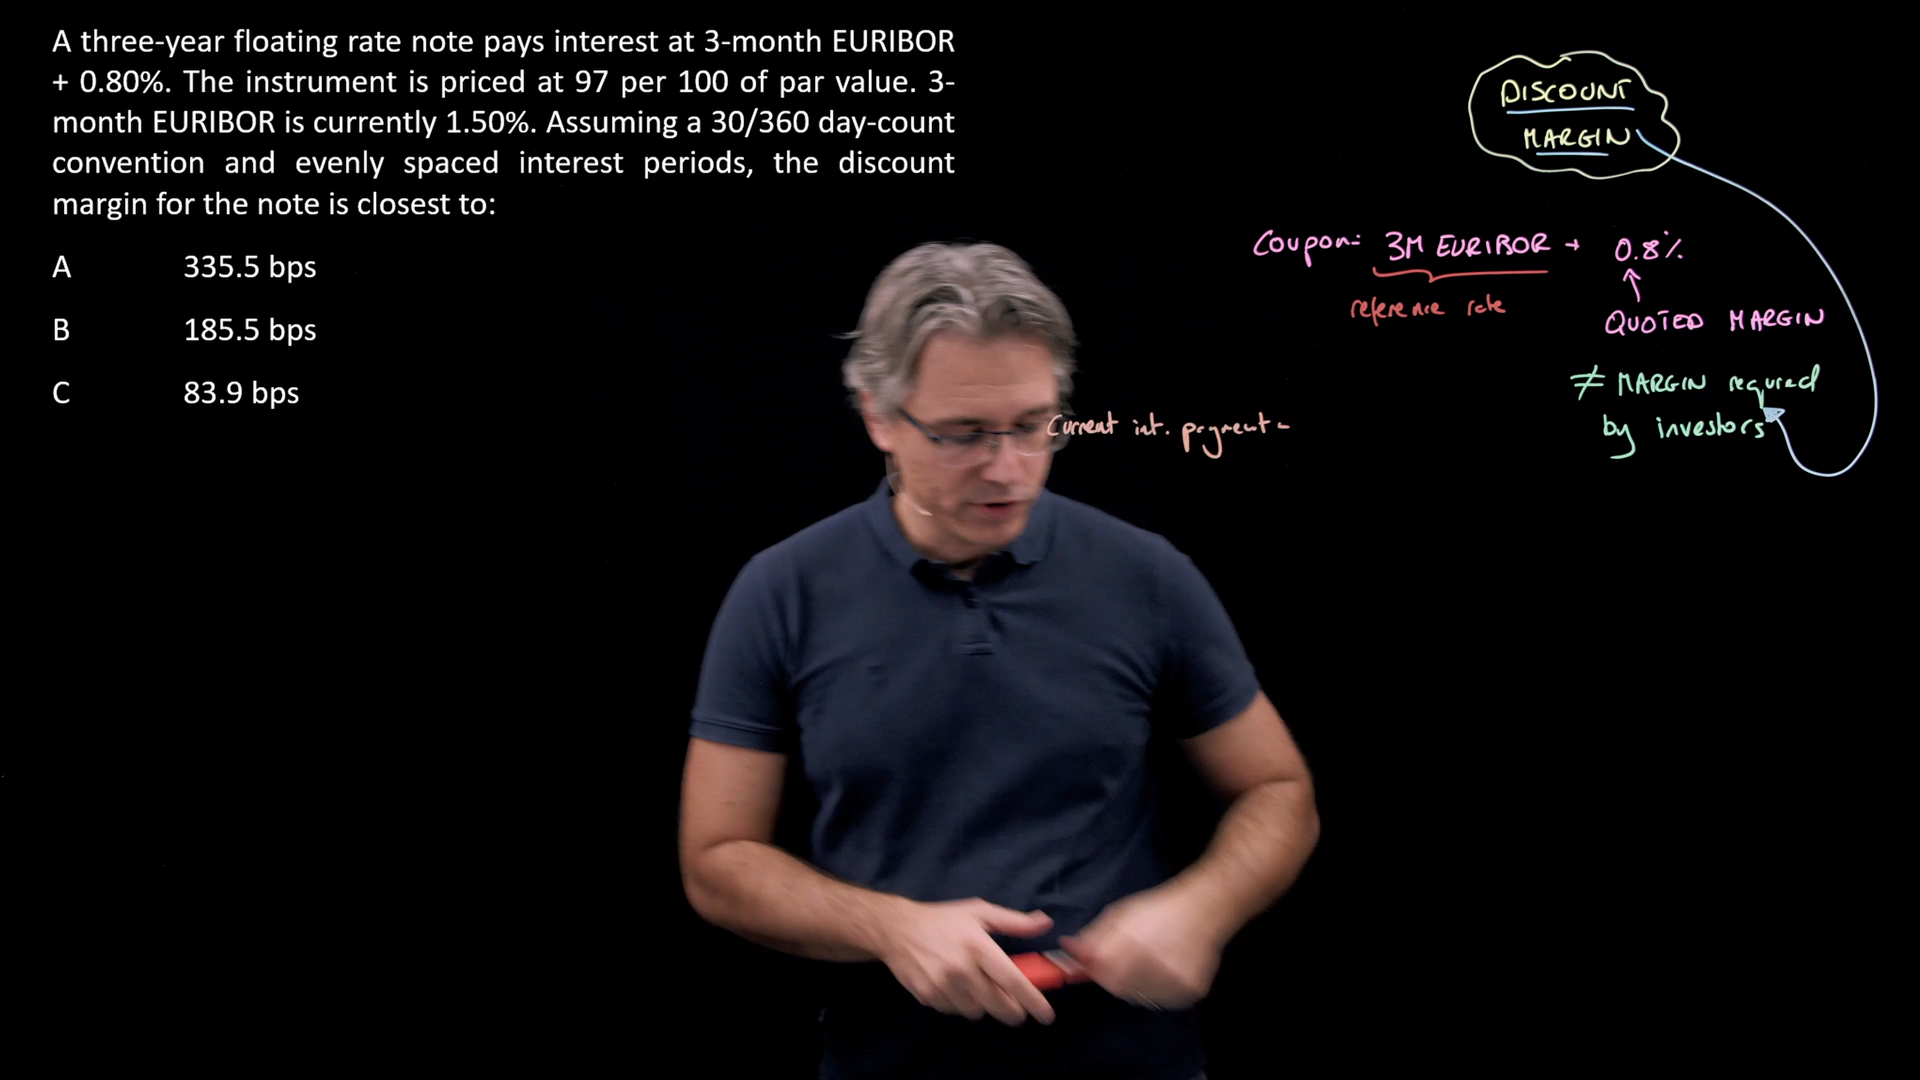 A three-year floating rate note pays interest at 3-month EURIBOR
+ 0.80%. The instrument is priced at 97 per 100 of par value. 3-
month EURIBOR is currently 1.50%. Assuming a 30/360 day-count
convention and evenly spaced interest periods, the discount
margin for the note is closest to:
A 335.5 bps
B 185.5 bps
C 83.9 bps
DISCOUNT
MARGIN
Coupon: 3M EURIBOR + 0.8%
reference rate
QUOTED MARGIN
≠ MARGIN required
by investors
Current int. payment =